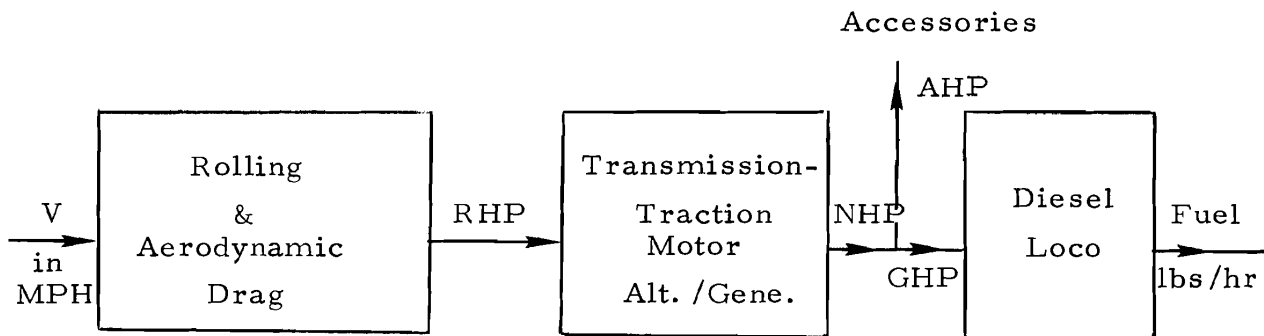 Accessories
AHP
V
in
MPH
Rolling
&
Aerodynamic
Drag
RHP
Transmission-
Traction
Motor
Alt. /Gene.
NHP
GHP
Diesel
Loco
Fuel
lbs/hr